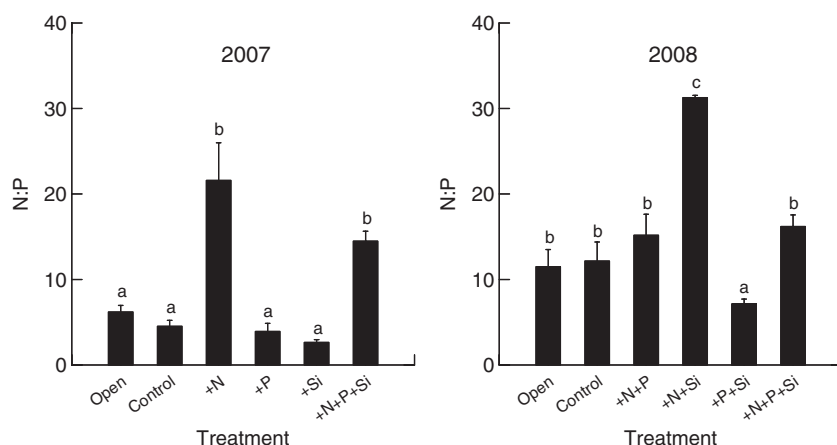 2007
N:P
40
30
20
10
0
a
a
b
a
a
b
Open
Control
+N
+P
+Si
+N+P+Si
Treatment
2008
N:P
40
30
20
10
0
b
b
b
c
a
b
Open
Control
+N+P
+N+Si
+P+Si
+N+P+Si
Treatment